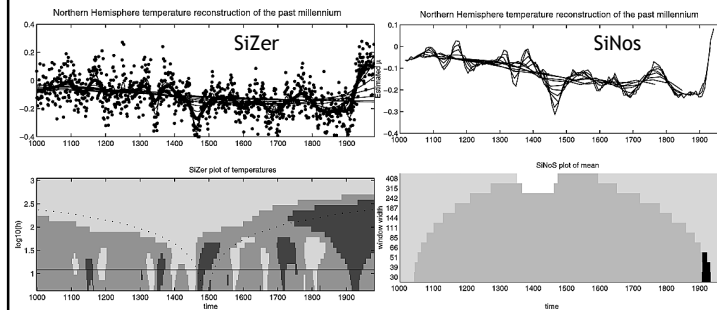 Northern Hemisphere temperature reconstruction of the past millennium
SiZer
0.4
0.2
0
-0.2
-0.4
1000 1100 1200 1300 1400 1500 1600 1700 1800 1900
SiZer plot of temperatures
log10(h)
3
2.5
2
1.5
1
1000 1100 1200 1300 1400 1500 1600 1700 1800 1900
time
Northern Hemisphere temperature reconstruction of the past millennium
SiNos
Estimated μ
0.1
0
-0.1
-0.2
-0.3
-0.4
1000 1100 1200 1300 1400 1500 1600 1700 1800 1900
SiNoS plot of mean
window width
408
315
242
187
144
111
85
66
51
39
30
1000 1100 1200 1300 1400 1500 1600 1700 1800 1900
time